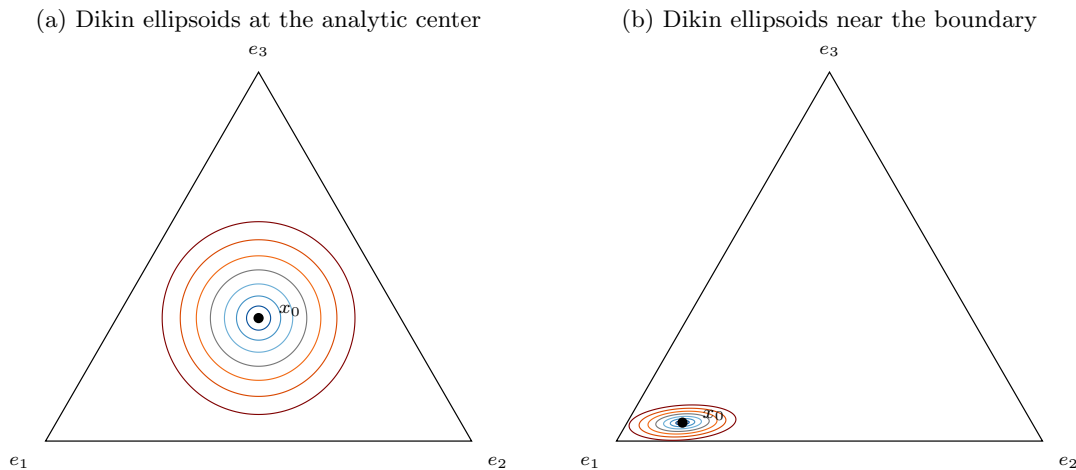 (a) Dikin ellipsoids at the analytic center
e₃
x₀
e₁
e₂
(b) Dikin ellipsoids near the boundary
e₃
x₀
e₁
e₂